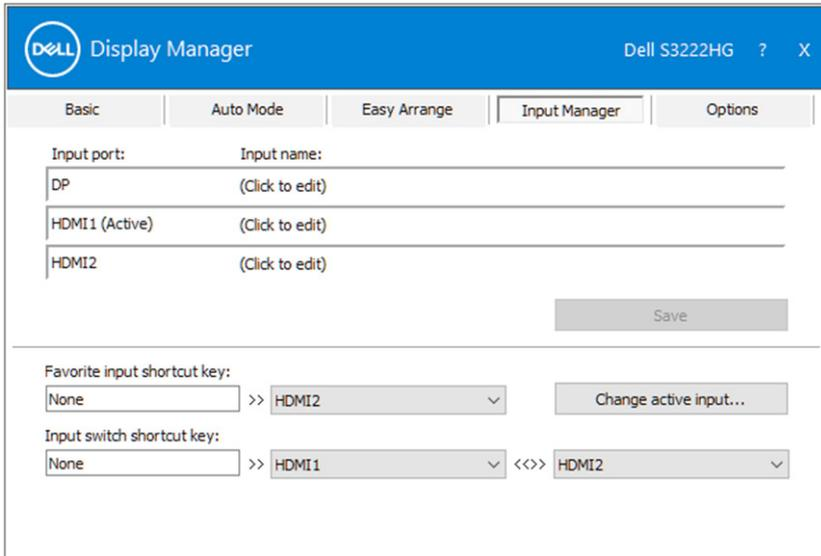 DELL Display Manager Dell S3222HG ? X
Basic Auto Mode Easy Arrange Input Manager Options
Input port: Input name:
DP (Click to edit)
HDMI1 (Active) (Click to edit)
HDMI2 (Click to edit)
Save
Favorite input shortcut key:
None >> HDMI2 Change active input...
Input switch shortcut key:
None >> HDMI1 <<>> HDMI2